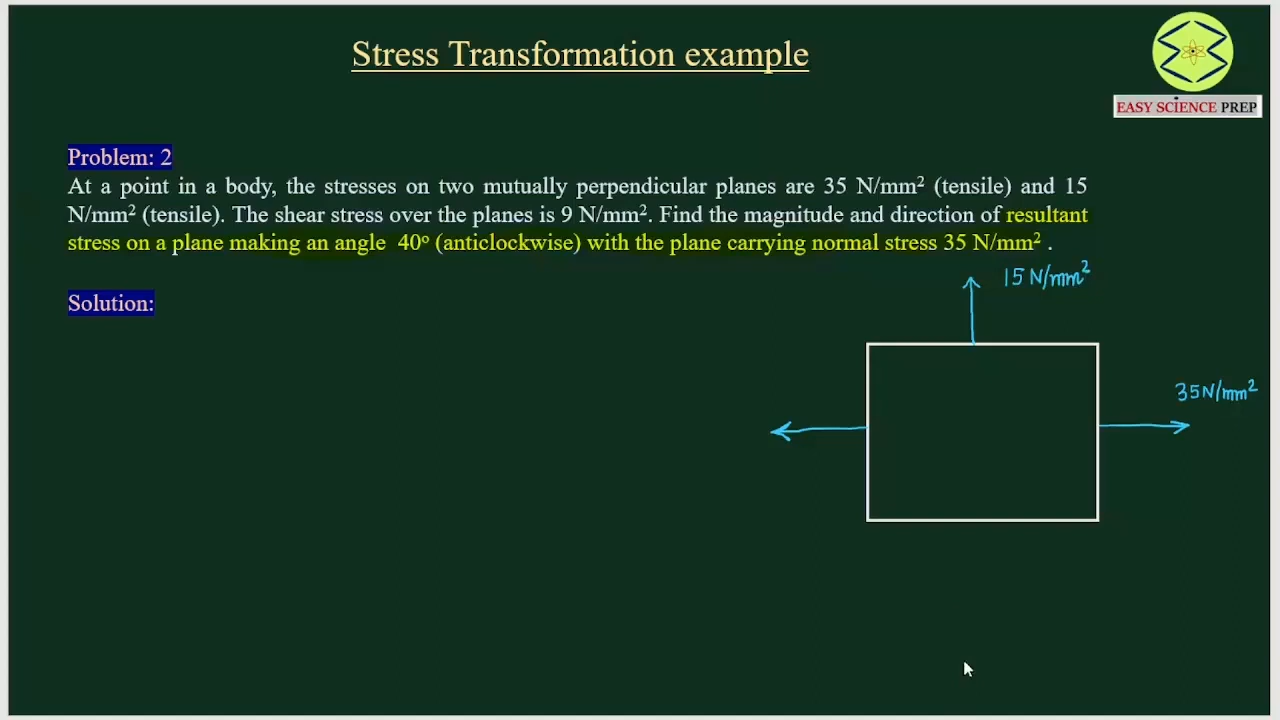 Stress Transformation example
EASY SCIENCE PREP
Problem: 2
At a point in a body, the stresses on two mutually perpendicular planes are 35 N/mm² (tensile) and 15
N/mm² (tensile). The shear stress over the planes is 9 N/mm². Find the magnitude and direction of resultant
stress on a plane making an angle 40º (anticlockwise) with the plane carrying normal stress 35 N/mm² .
15 N/mm²
Solution:
35 N/mm²